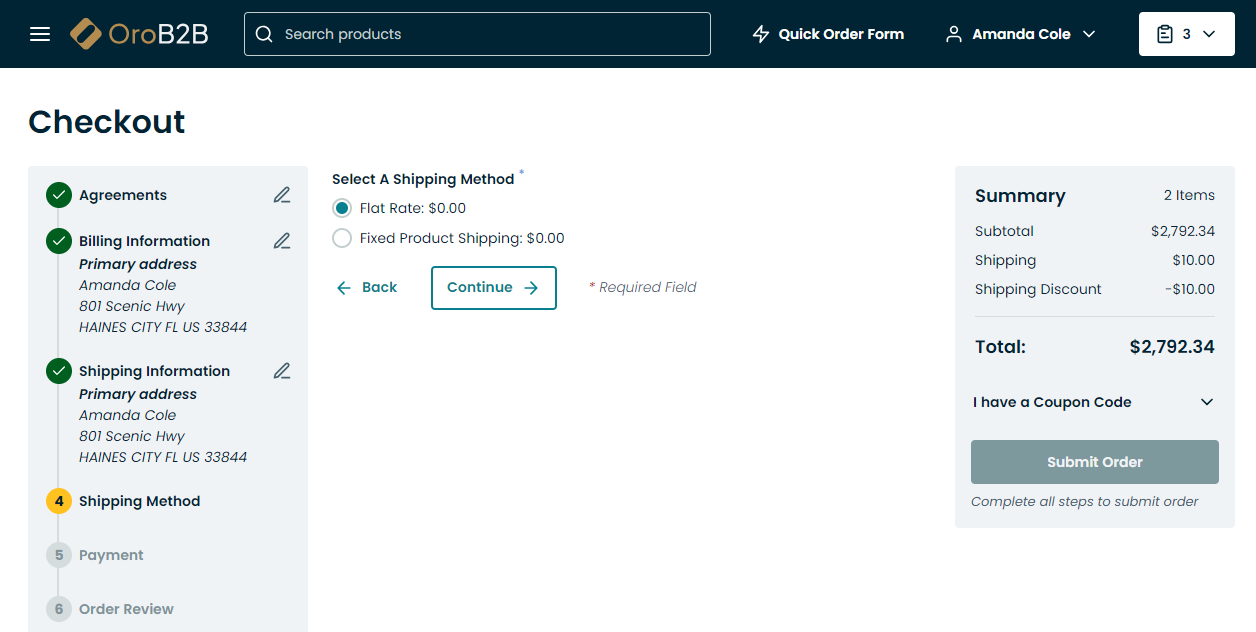 OroB2B
Search products
Quick Order Form
Amanda Cole
3
Checkout
Agreements
Billing Information
Primary address
Amanda Cole
801 Scenic Hwy
HAINES CITY FL US 33844
Shipping Information
Primary address
Amanda Cole
801 Scenic Hwy
HAINES CITY FL US 33844
4 Shipping Method
5 Payment
6 Order Review
Select A Shipping Method *
Flat Rate: $0.00
Fixed Product Shipping: $0.00
Back
Continue
* Required Field
Summary 2 Items
Subtotal $2,792.34
Shipping $10.00
Shipping Discount -$10.00
Total: $2,792.34
I have a Coupon Code
Submit Order
Complete all steps to submit order